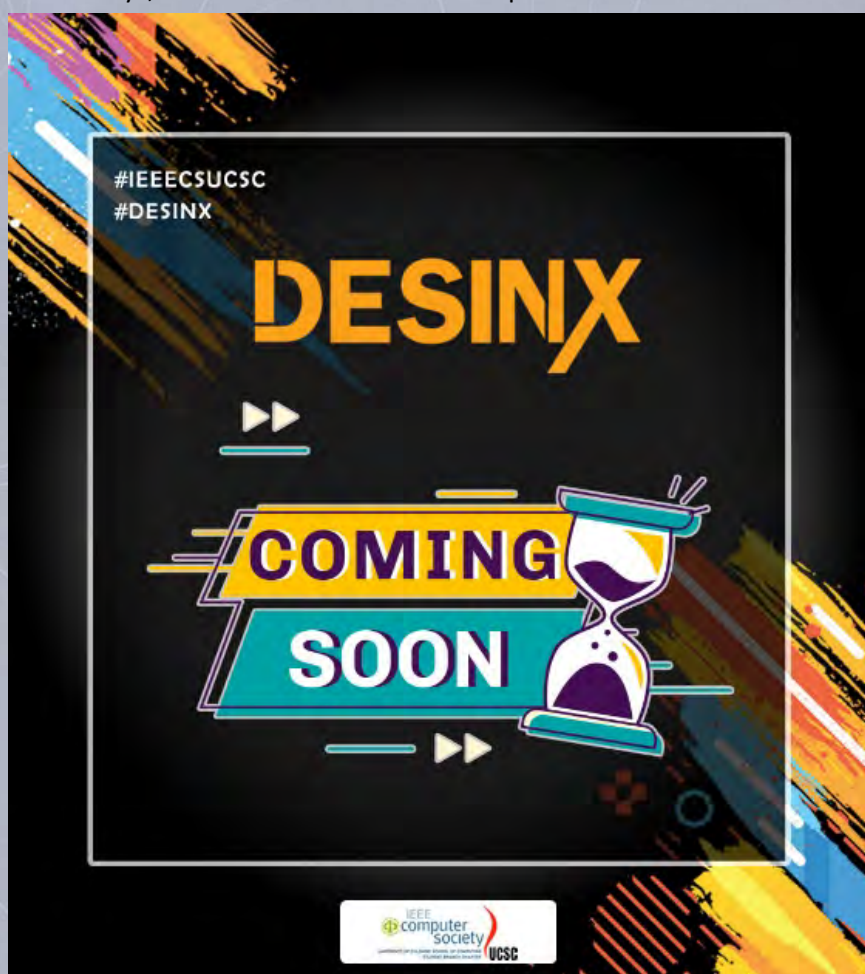 #IEEECSUCSC
#DESINX
DESINX
COMING
SOON
IEEE
computer
society
UCSC